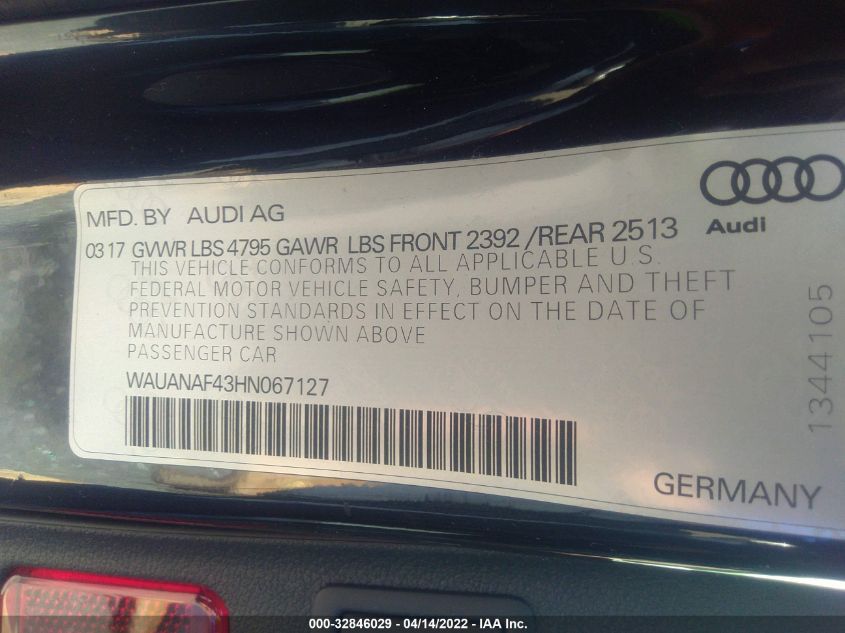 MFD. BY AUDI AG
Audi
03 17 GVWR LBS 4795 GAWR LBS FRONT 2392 /REAR 2513
THIS VEHICLE CONFORMS TO ALL APPLICABLE U.S.
FEDERAL MOTOR VEHICLE SAFETY, BUMPER AND THEFT
PREVENTION STANDARDS IN EFFECT ON THE DATE OF
MANUFACTURE SHOWN ABOVE
PASSENGER CAR
WAUANAF43HN067127
1344105
GERMANY
000-32846029 - 04/14/2022 - IAA Inc.